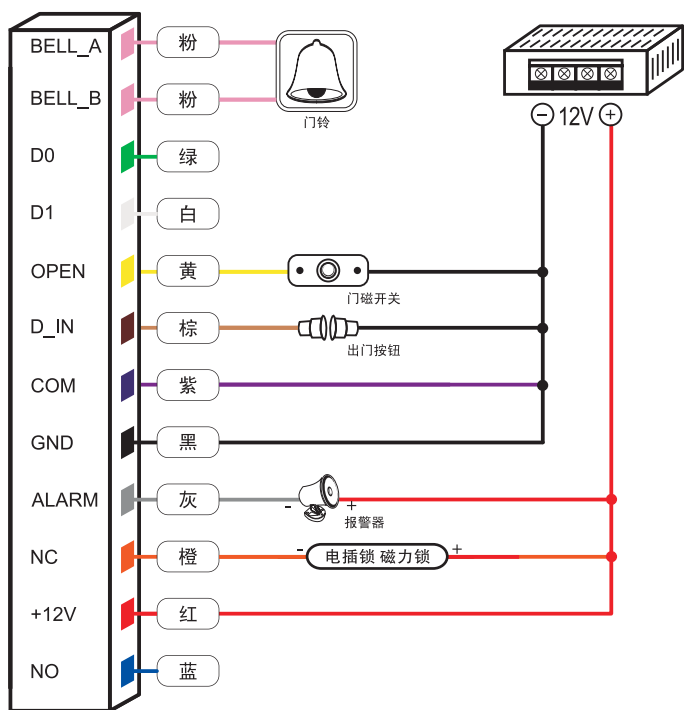 BELL_A 粉
BELL_B 粉
门铃
− 12V +
D0 绿
D1 白
OPEN 黄
门磁开关
D_IN 棕
出门按钮
COM 紫
GND 黑
ALARM 灰 - +
报警器
NC 橙 - 电插锁 磁力锁 +
+12V 红
NO 蓝